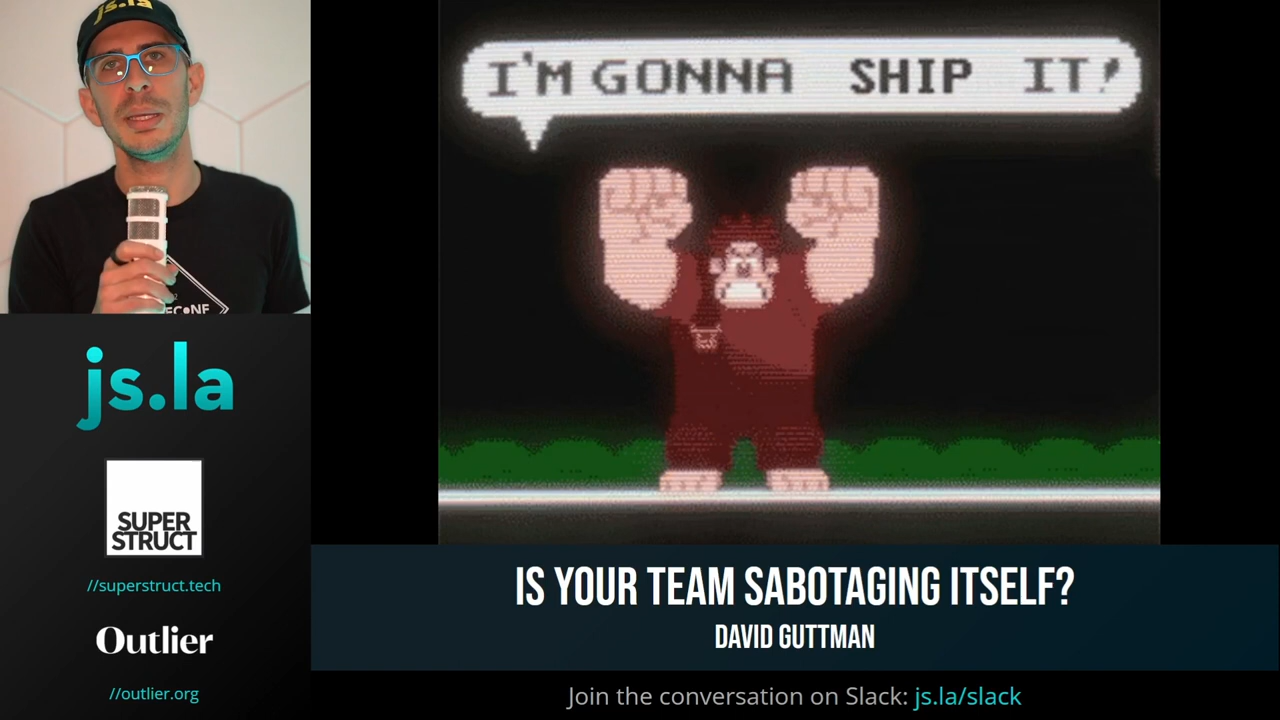 js.la
I'M GONNA SHIP IT!
js.la
SUPER
STRUCT
//superstruct.tech
Outlier
//outlier.org
IS YOUR TEAM SABOTAGING ITSELF?
DAVID GUTTMAN
Join the conversation on Slack: js.la/slack